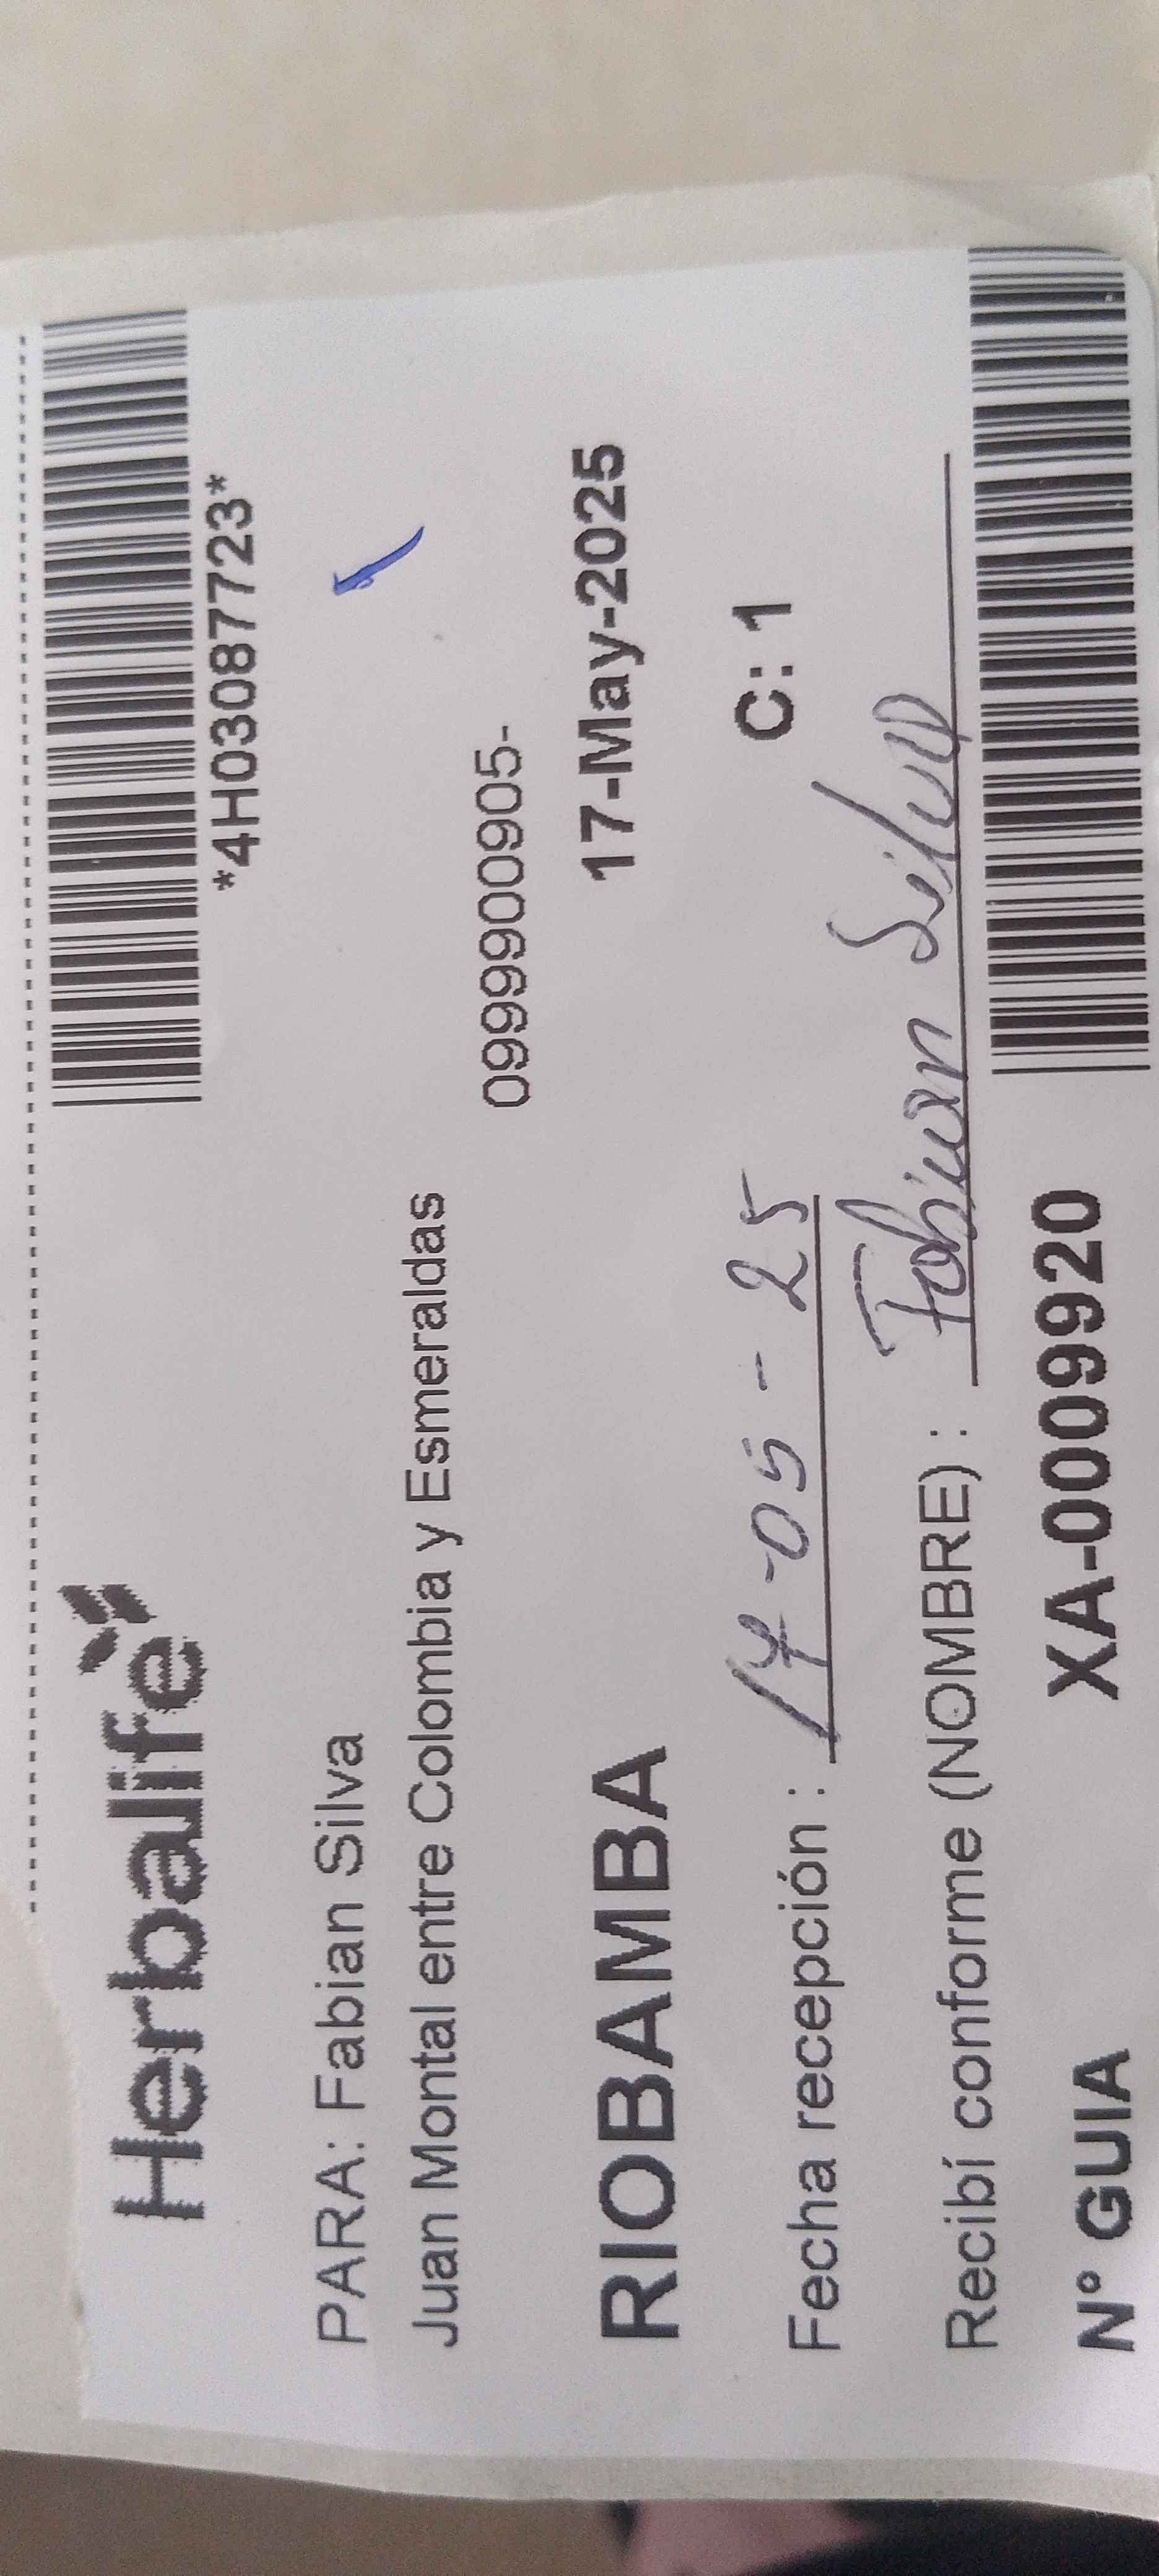 Herbalife
*4H03087723*
PARA: Fabian Silva
Juan Montal entre Colombia y Esmeraldas
0999900905-
RIOBAMBA 17-May-2025
Fecha recepción : 17-05-25 C: 1
Recibí conforme (NOMBRE) : Fabian Silva
N° GUIA XA-0009920